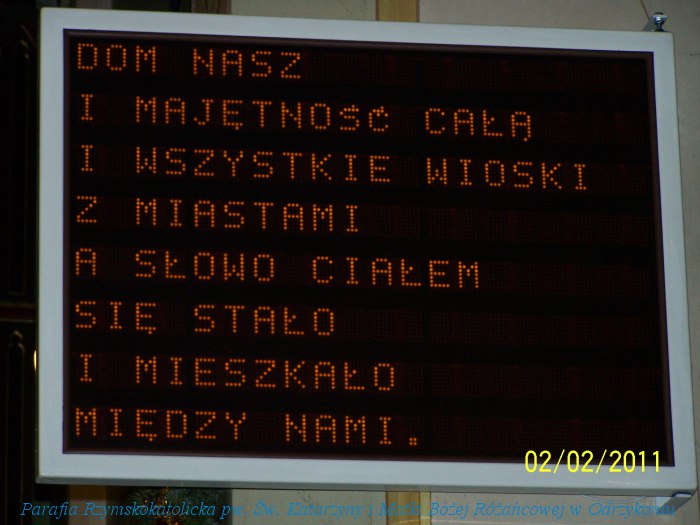 DOM NASZ
I MAJĘTNOŚĆ CAŁĄ
I WSZYSTKIE WIOSKI
Z MIASTAMI
A SŁOWO CIAŁEM
SIĘ STAŁO
I MIESZKAŁO
MIĘDZY NAMI.
02/02/2011
Parafia Rzymskokatolicka pw. Św. Katarzyny i Matki Bożej Różańcowej w Odrzykoniu